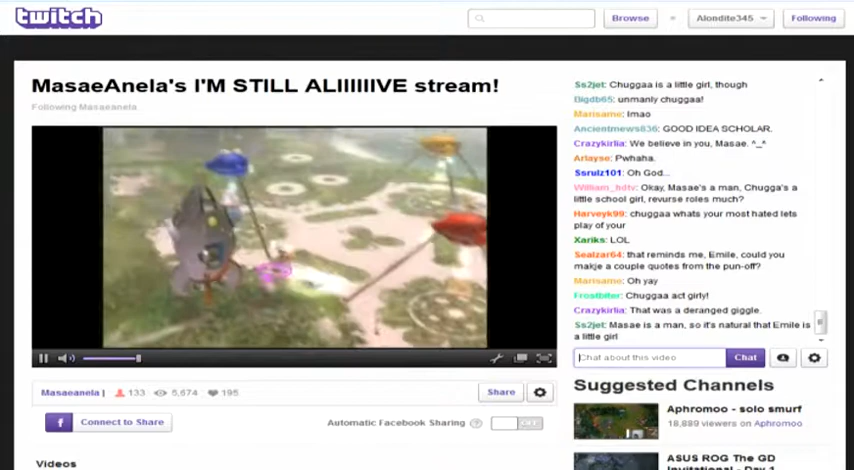 twitch
Browse
Alondite345
Following
MasaeAnela's I'M STILL ALIIIIIIVE stream!
Following Masaeanela
Ss2jet: Chuggaa is a little girl, though
Bigdb65: unmanly chuggaa!
Marisame: lmao
Ancientmews836: GOOD IDEA SCHOLAR.
Crazykirlia: We believe in you, Masae. ^_^
Arlayse: Pwhaha.
Ssrulz101: Oh God...
William_hdtv: Okay, Masae's a man, Chugga's a
little school girl, revurse roles much?
Harveyk99: chuggaa whats your most hated lets
play of your
Xariks: LOL
Sealzar64: that reminds me, Emile, could you
makje a couple quotes from the pun-off?
Marisame: Oh yay
Frostbiter: Chuggaa act girly!
Crazykirlia: That was a deranged giggle.
Ss2jet: Masae is a man, so it's natural that Emile is
a little girl
Chat about this video
Chat
Masaeanela |
133
5,674
195
Share
f Connect to Share
Automatic Facebook Sharing ? OFF
Suggested Channels
Aphromoo - solo smurf
18,889 viewers on Aphromoo
ASUS ROG The GD
Invitational - Day 1
Videos